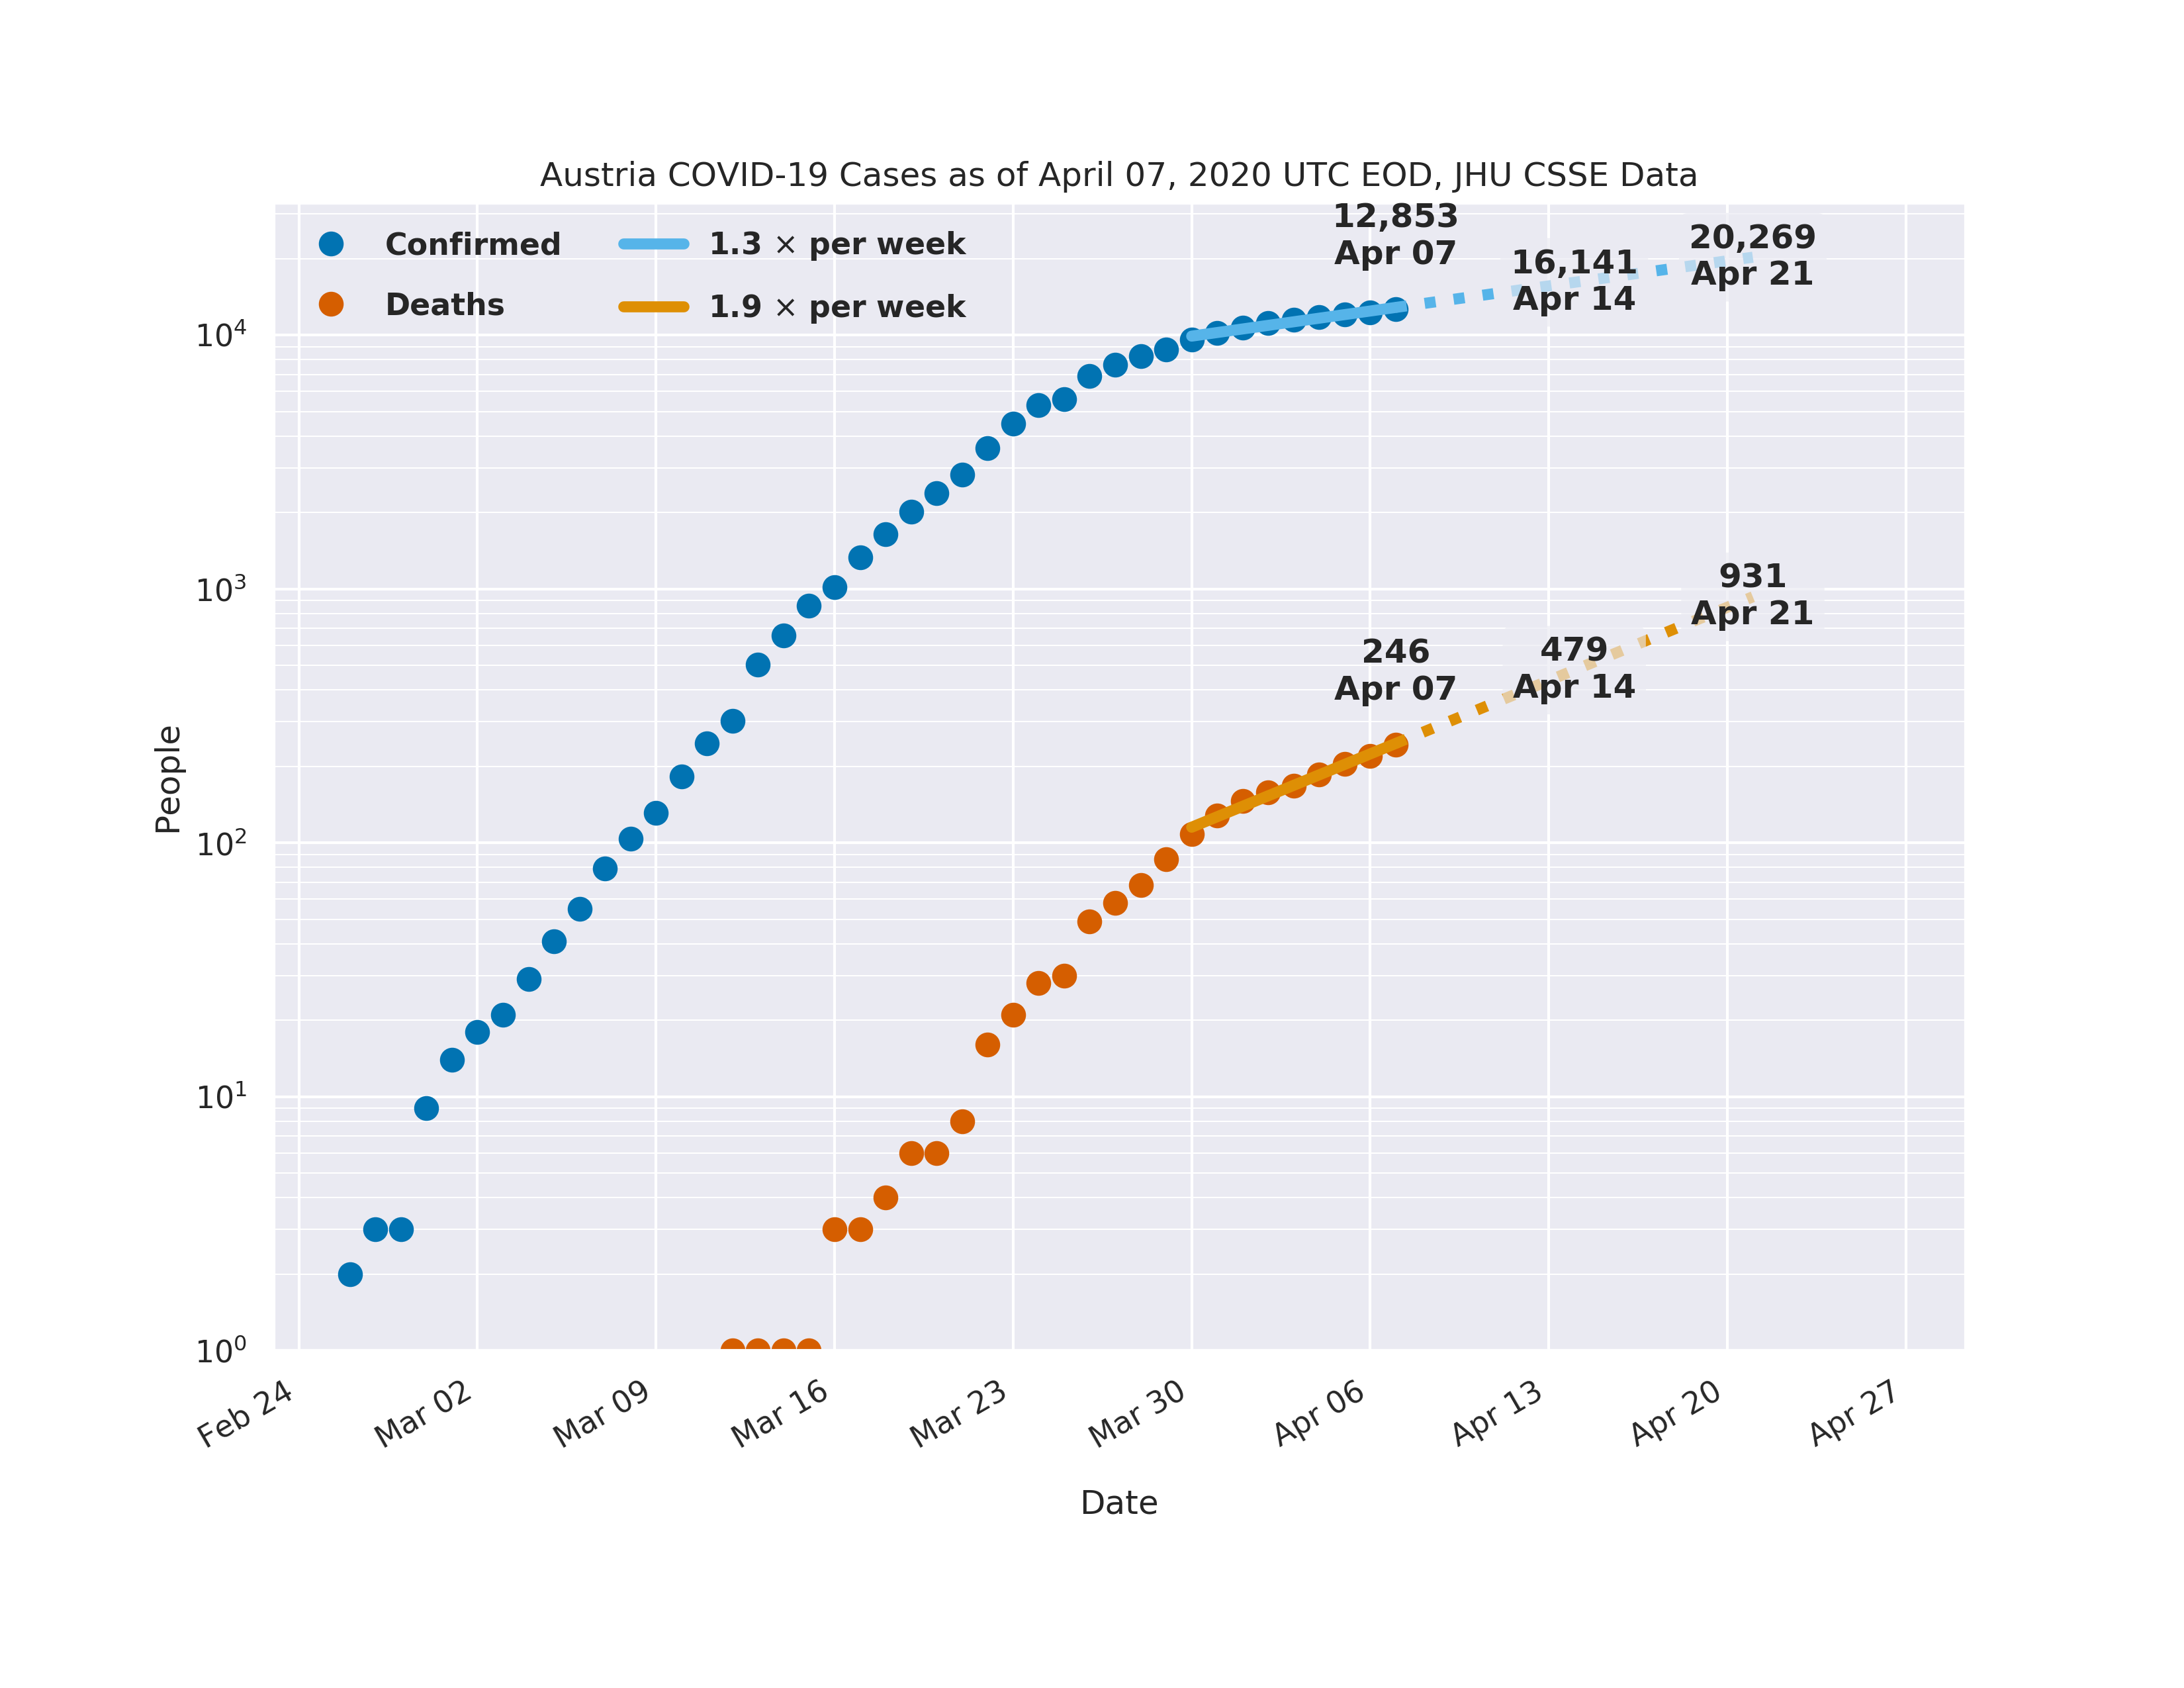 Austria COVID-19 Cases as of April 07, 2020 UTC EOD, JHU CSSE Data
Confirmed
Deaths
1.3 × per week
1.9 × per week
12,853
Apr 07
16,141
Apr 14
20,269
Apr 21
246
Apr 07
479
Apr 14
931
Apr 21
People
10⁴
10³
10²
10¹
10⁰
Feb 24
Mar 02
Mar 09
Mar 16
Mar 23
Mar 30
Apr 06
Apr 13
Apr 20
Apr 27
Date